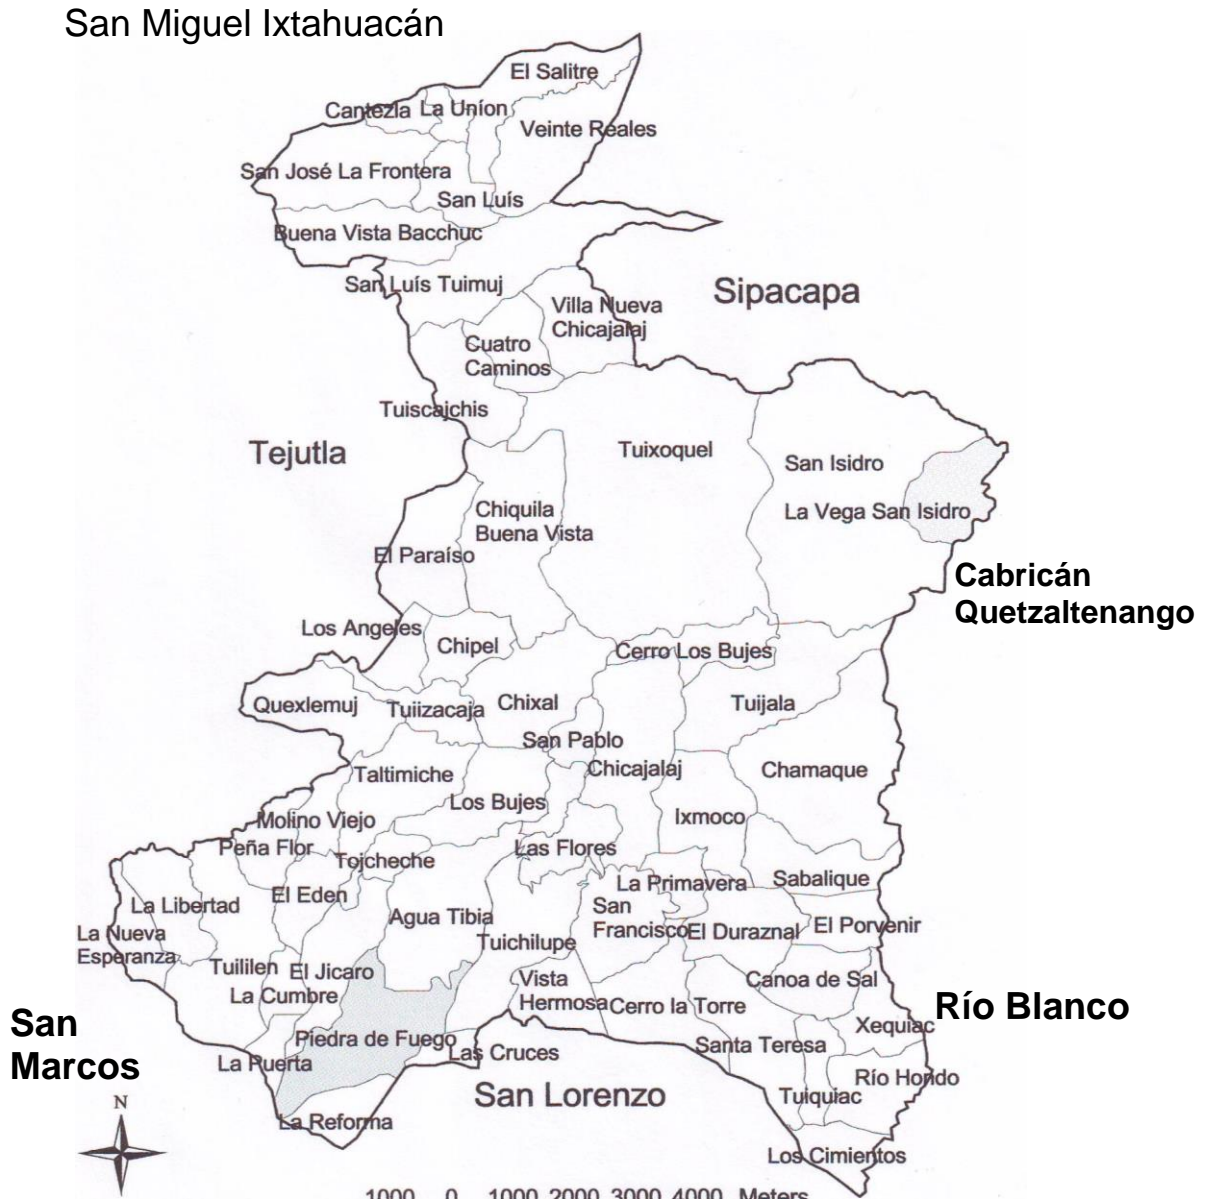 San Miguel Ixtahuacán
El Salitre
Cantezla
La Uníon
Veinte Reales
San José La Frontera
San Luís
Buena Vista Bacchuc
San Luís Tuimuj
Sipacapa
Villa Nueva
Chicajalaj
Cuatro
Caminos
Tuiscajchis
Tejutla
Tuixoquel
San Isidro
La Vega San Isidro
Chiquila
Buena Vista
El Paraíso
Cabricán
Quetzaltenango
Los Angeles
Chipel
Cerro Los Bujes
Quexlemuj
Tuiizacaja
Chixal
Tuijala
San Pablo
Taltimiche
Chicajalaj
Chamaque
Los Bujes
Ixmoco
Molino Viejo
Peña Flor
Tojcheche
Las Flores
La Primavera
Sabalique
El Eden
La Libertad
Agua Tibia
San
Francisco
El Duraznal
El Porvenir
La Nueva
Esperanza
Tuichilupe
Tuililen
El Jicaro
Vista
Hermosa
Canoa de Sal
La Cumbre
Cerro la Torre
Río Blanco
San
Marcos
Xequiac
Piedra de Fuego
Las Cruces
Santa Teresa
La Puerta
Río Hondo
San Lorenzo
Tuiquiac
N
La Reforma
Los Cimientos
1000 0 1000 2000 3000 4000 Meters